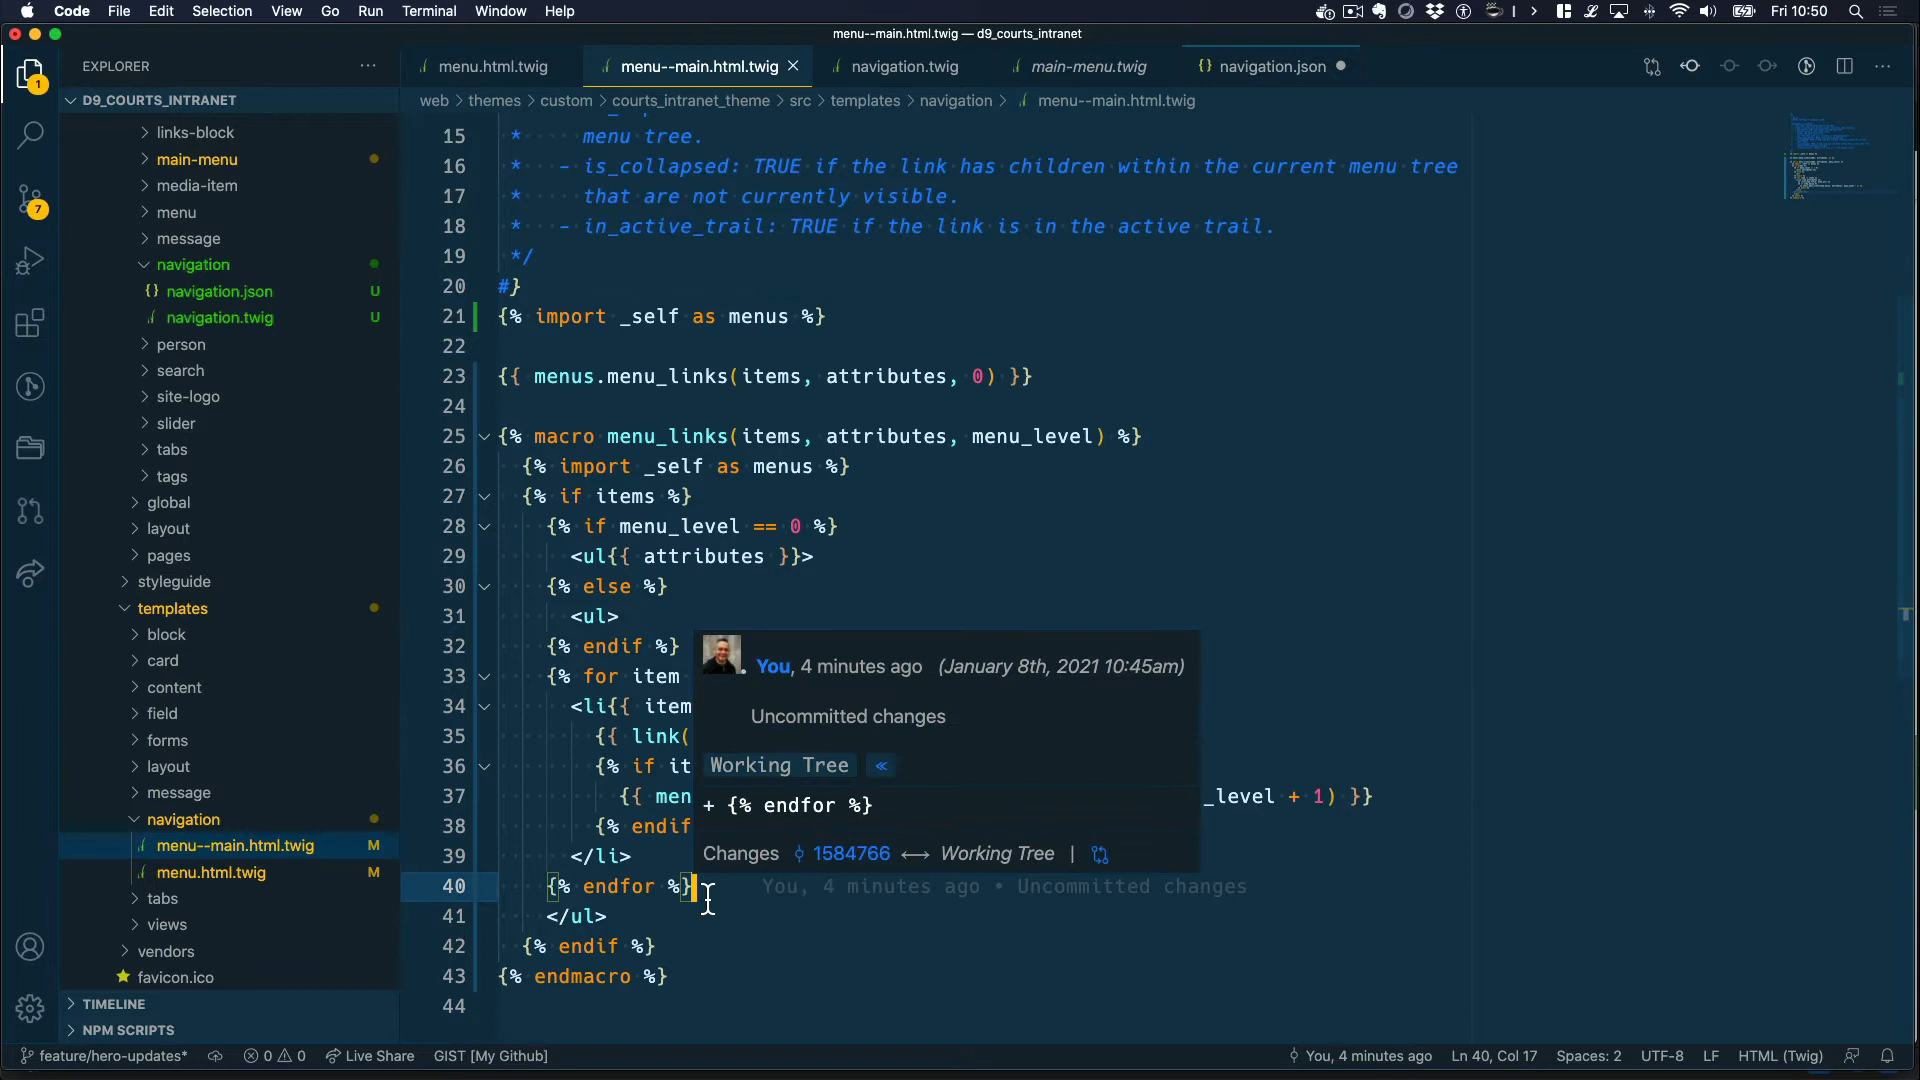 Code File Edit Selection View Go Run Terminal Window Help Fri 10:50
menu--main.html.twig — d9_courts_intranet
EXPLORER
menu.html.twig menu--main.html.twig navigation.twig main-menu.twig {} navigation.json
D9_COURTS_INTRANET
web > themes > custom > courts_intranet_theme > src > templates > navigation > menu--main.html.twig
1
7
links-block
main-menu
media-item
menu
message
navigation
{} navigation.json U
navigation.twig U
person
search
site-logo
slider
tabs
tags
global
layout
pages
styleguide
templates
block
card
content
field
forms
layout
message
navigation
menu--main.html.twig M
menu.html.twig M
tabs
views
vendors
favicon.ico
TIMELINE
NPM SCRIPTS
15 * menu tree.
16 * - is_collapsed: TRUE if the link has children within the current menu tree
17 * that are not currently visible.
18 * - in_active_trail: TRUE if the link is in the active trail.
19 */
20 #}
21 {% import _self as menus %}
22
23 {{ menus.menu_links(items, attributes, 0) }}
24
25 {% macro menu_links(items, attributes, menu_level) %}
26 {% import _self as menus %}
27 {% if items %}
28 {% if menu_level == 0 %}
29 <ul{{ attributes }}>
30 {% else %}
31 <ul>
32 {% endif %}
33 {% for item
34 <li{{ item
35 {{ link(
36 {% if it
37 {{ men _level + 1) }}
38 {% endif
39 </li>
40 {% endfor %} You, 4 minutes ago • Uncommitted changes
41 </ul>
42 {% endif %}
43 {% endmacro %}
44
You, 4 minutes ago (January 8th, 2021 10:45am)
Uncommitted changes
Working Tree «
+ {% endfor %}
Changes 1584766 ⟷ Working Tree |
feature/hero-updates* 0 0 Live Share GIST [My Github] You, 4 minutes ago Ln 40, Col 17 Spaces: 2 UTF-8 LF HTML (Twig)